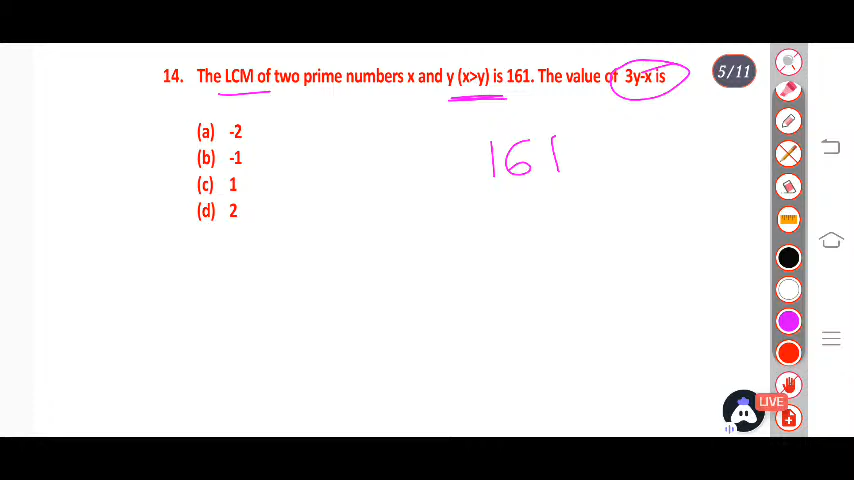 14. The LCM of two prime numbers x and y (x>y) is 161. The value of 3y-x is
5/11
(a) -2
(b) -1
(c) 1
(d) 2
161
LIVE